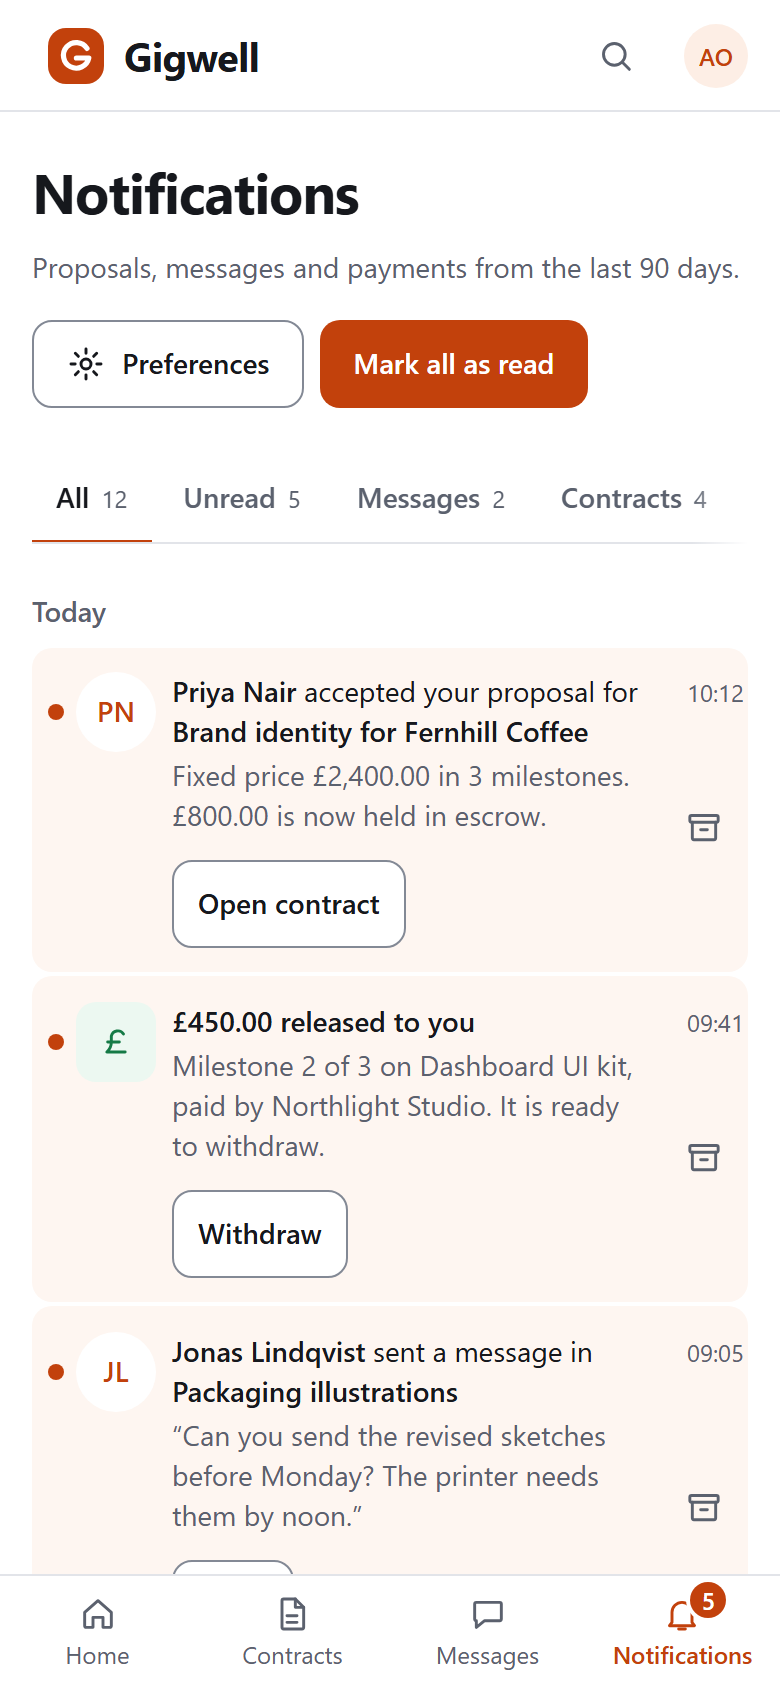 G Gigwell
AO
Notifications
Proposals, messages and payments from the last 90 days.
Preferences
Mark all as read
All 12
Unread 5
Messages 2
Contracts 4
Today
PN
Priya Nair accepted your proposal for
Brand identity for Fernhill Coffee
10:12
Fixed price £2,400.00 in 3 milestones.
£800.00 is now held in escrow.
Open contract
£
£450.00 released to you
09:41
Milestone 2 of 3 on Dashboard UI kit,
paid by Northlight Studio. It is ready
to withdraw.
Withdraw
JL
Jonas Lindqvist sent a message in
Packaging illustrations
09:05
“Can you send the revised sketches
before Monday? The printer needs
them by noon.”
Home
Contracts
Messages
5
Notifications